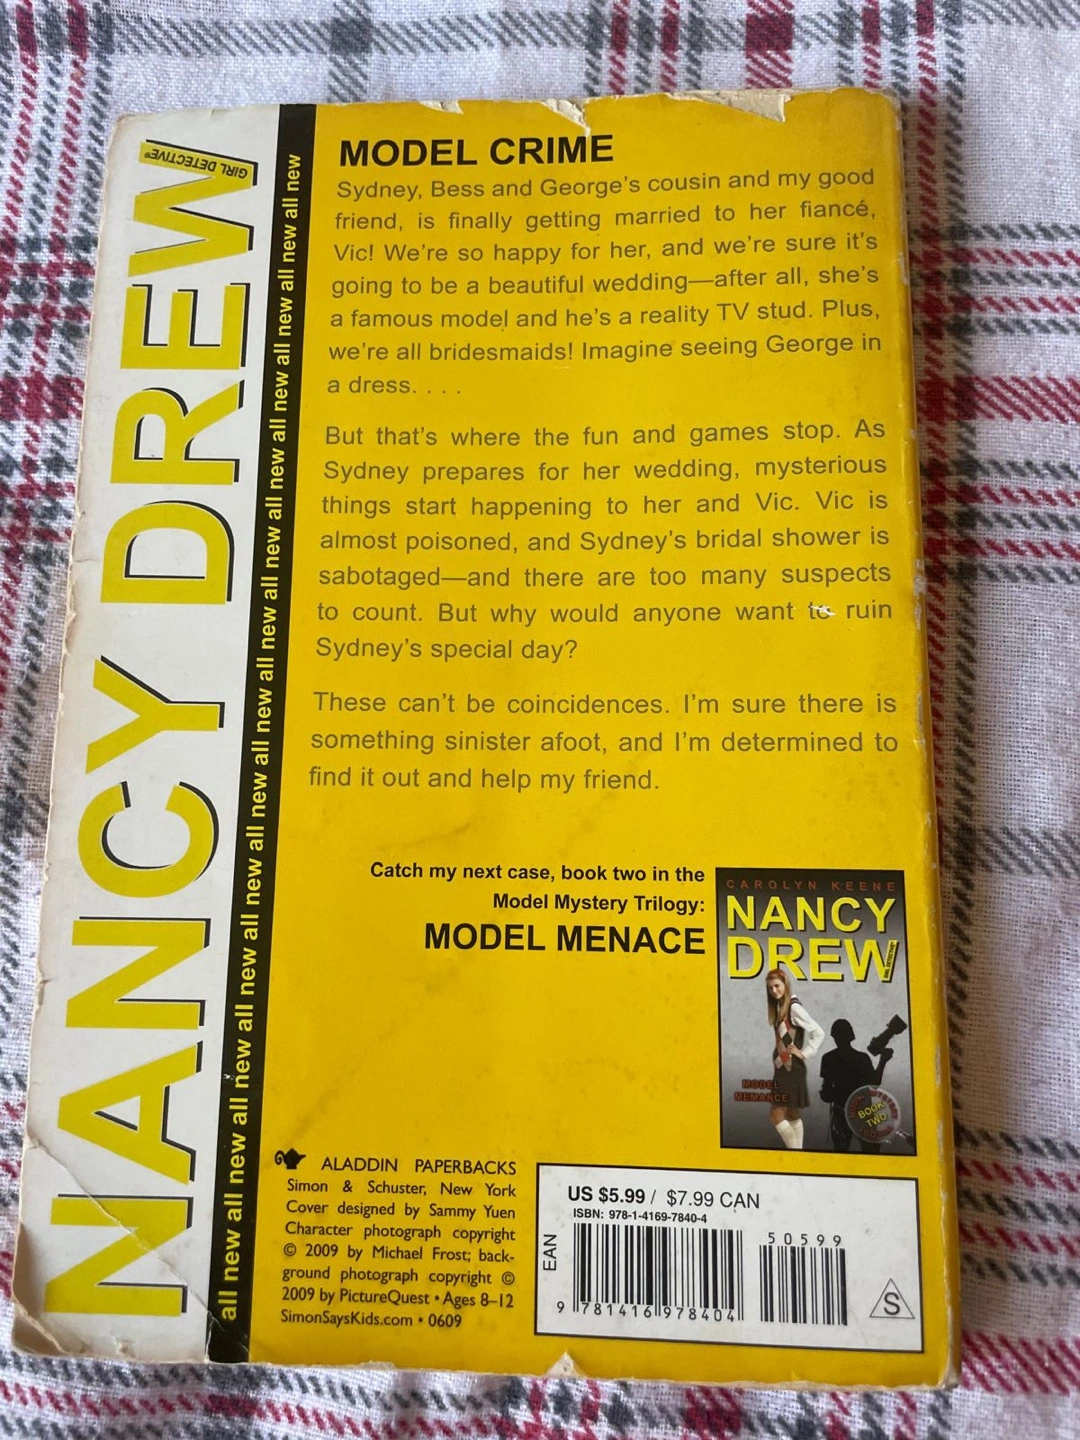 NANCY DREW
GIRL DETECTIVE®
all new all new all new all new all new all new all new all new all new all new all new all new all new all new all new
MODEL CRIME
Sydney, Bess and George's cousin and my good
friend, is finally getting married to her fiancé,
Vic! We're so happy for her, and we're sure it's
going to be a beautiful wedding—after all, she's
a famous model and he's a reality TV stud. Plus,
we're all bridesmaids! Imagine seeing George in
a dress. . . .
But that's where the fun and games stop. As
Sydney prepares for her wedding, mysterious
things start happening to her and Vic. Vic is
almost poisoned, and Sydney's bridal shower is
sabotaged—and there are too many suspects
to count. But why would anyone want to ruin
Sydney's special day?
These can't be coincidences. I'm sure there is
something sinister afoot, and I'm determined to
find it out and help my friend.
Catch my next case, book two in the
Model Mystery Trilogy:
MODEL MENACE
CAROLYN KEENE
NANCY
DREW
MODEL
MEMANCE
BOOK
TWO
ALADDIN PAPERBACKS
Simon & Schuster, New York
Cover designed by Sammy Yuen
Character photograph copyright
© 2009 by Michael Frost; back-
ground photograph copyright ©
2009 by PictureQuest • Ages 8–12
SimonSaysKids.com • 0609
US $5.99 / $7.99 CAN
ISBN: 978-1-4169-7840-4
50599
EAN
9 781416 978404
S